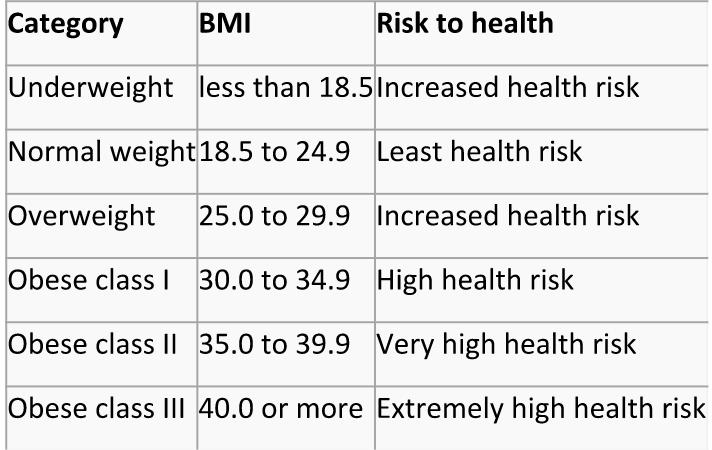 Category BMI Risk to health
Underweight less than 18.5 Increased health risk
Normal weight 18.5 to 24.9 Least health risk
Overweight 25.0 to 29.9 Increased health risk
Obese class I 30.0 to 34.9 High health risk
Obese class II 35.0 to 39.9 Very high health risk
Obese class III 40.0 or more Extremely high health risk